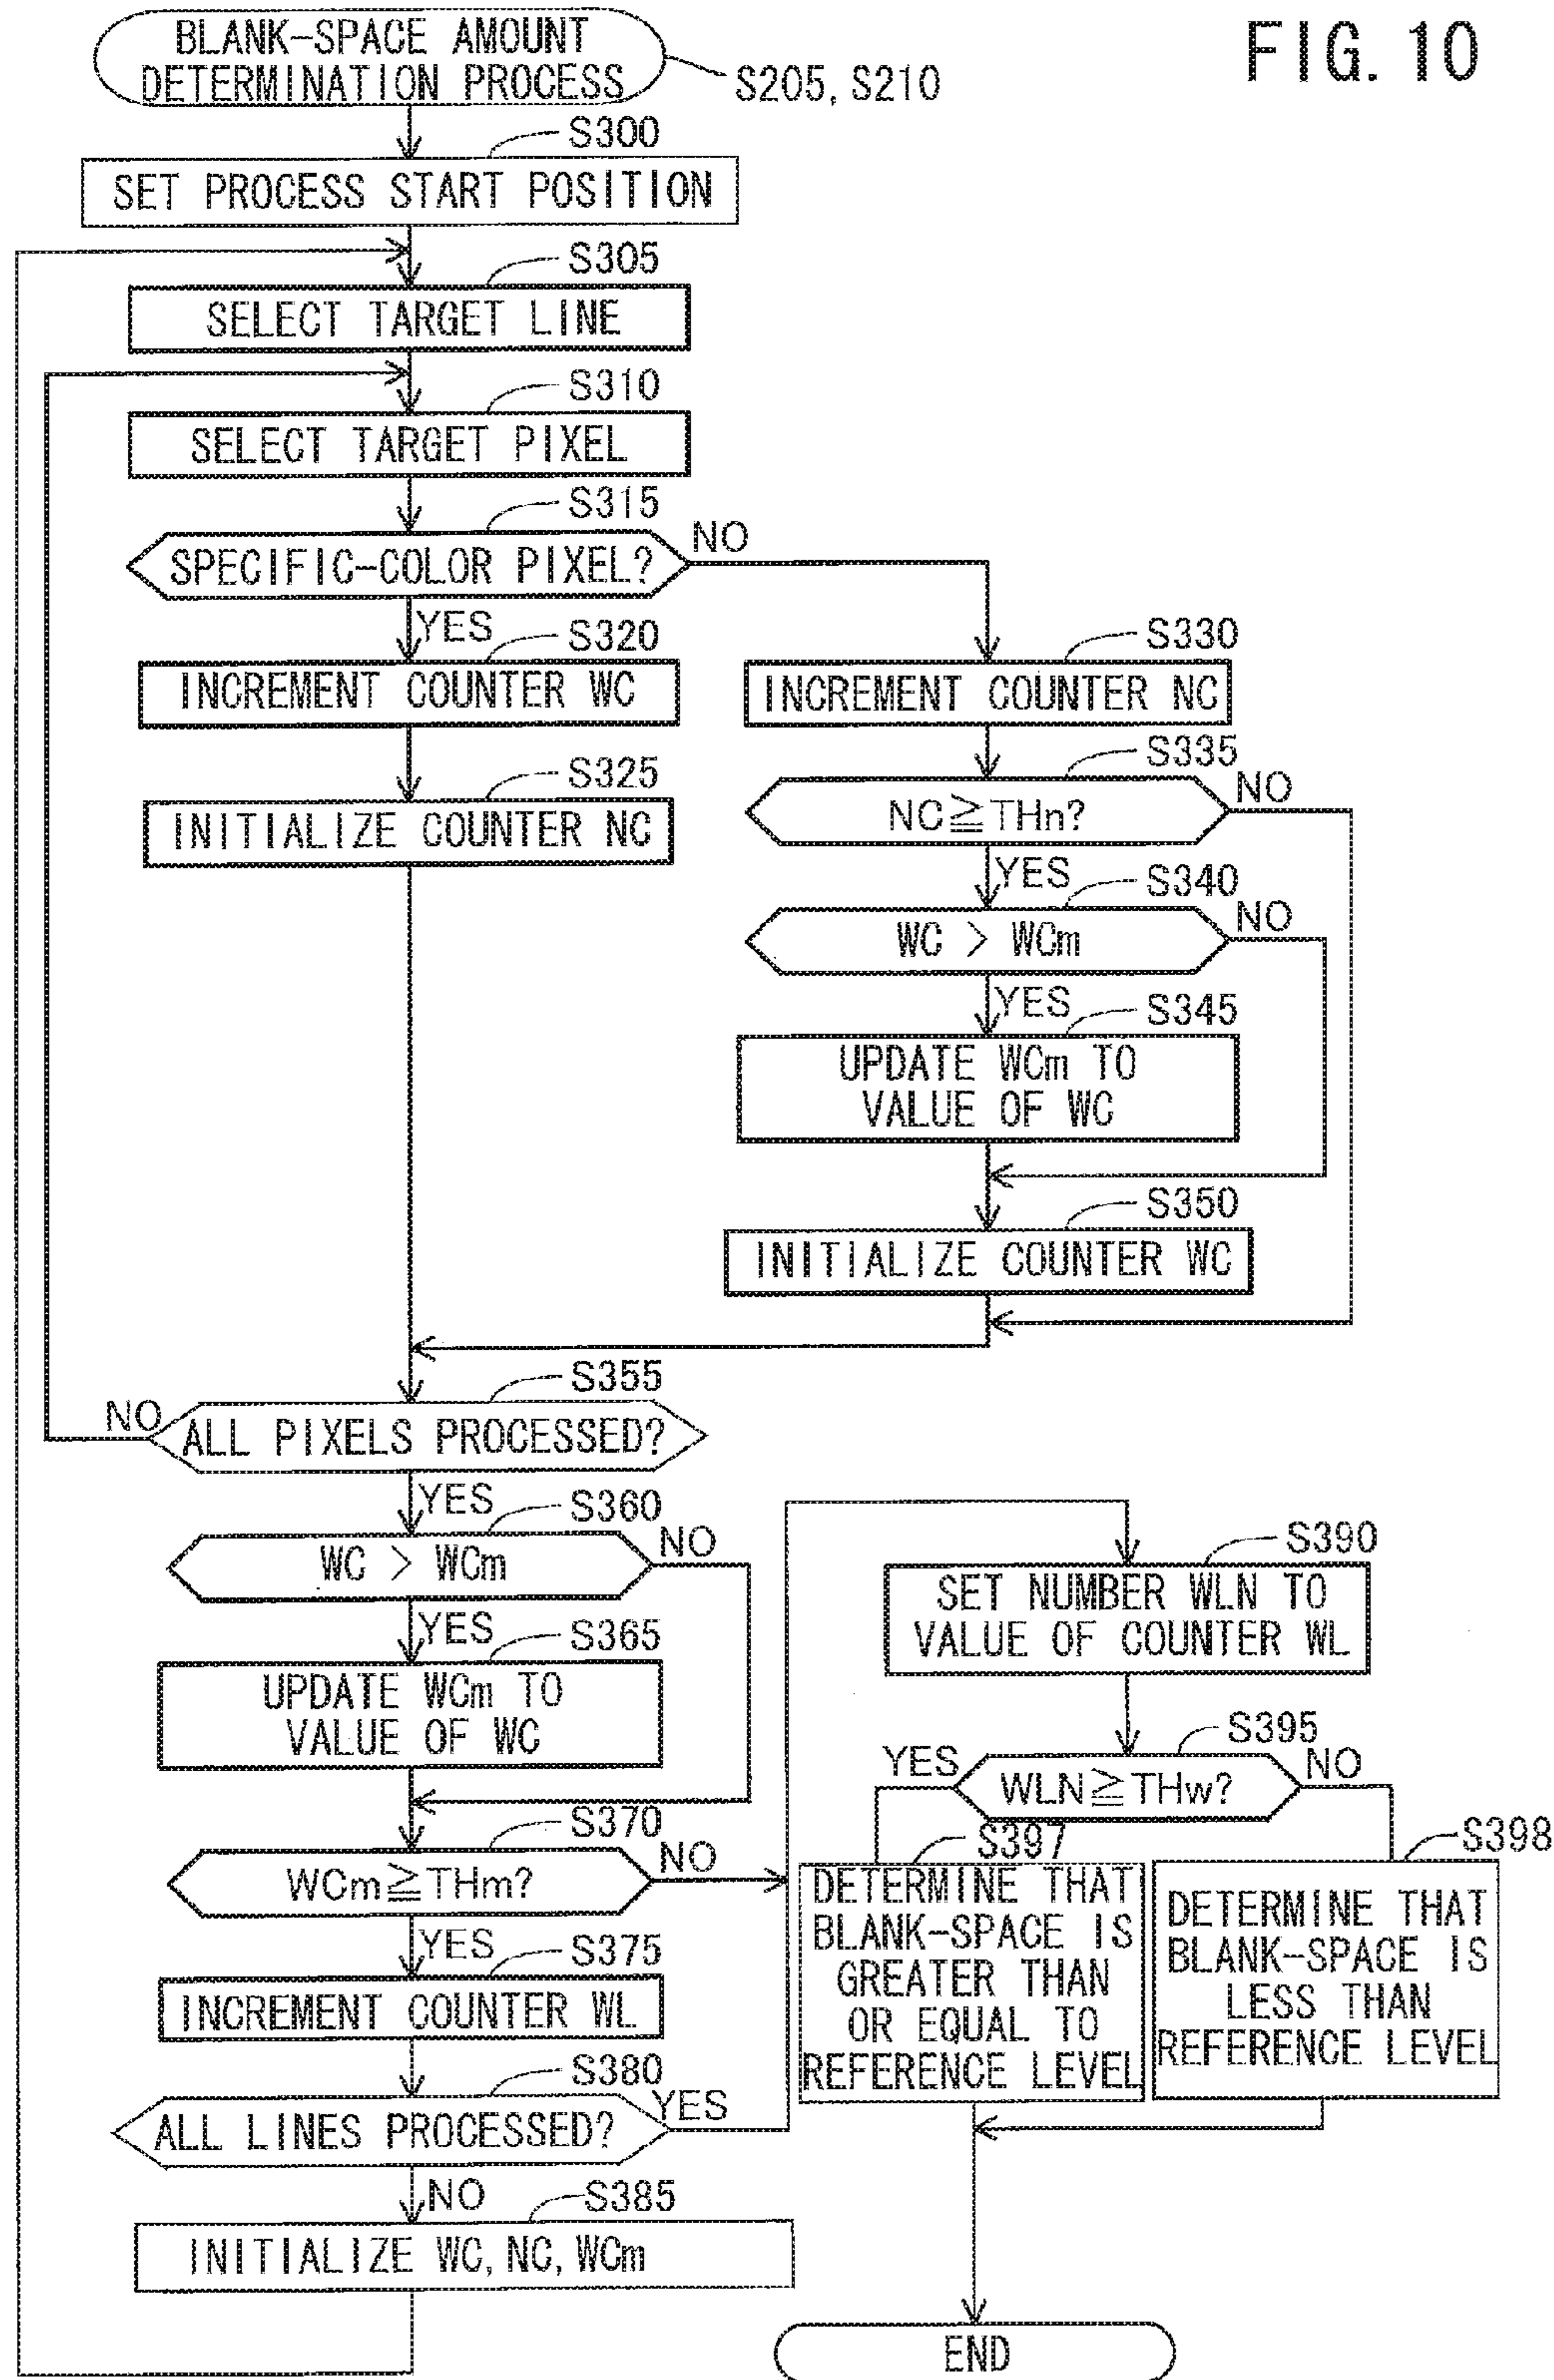 FIG. 10
BLANK-SPACE AMOUNT
DETERMINATION PROCESS
S205, S210
S300
SET PROCESS START POSITION
S305
SELECT TARGET LINE
S310
SELECT TARGET PIXEL
S315
SPECIFIC-COLOR PIXEL?
NO
YES
S320
INCREMENT COUNTER WC
S325
INITIALIZE COUNTER NC
S330
INCREMENT COUNTER NC
S335
NC≧THn?
NO
YES
S340
WC > WCm
NO
YES
S345
UPDATE WCm TO
VALUE OF WC
S350
INITIALIZE COUNTER WC
S355
ALL PIXELS PROCESSED?
NO
YES
S360
WC > WCm
NO
YES
S365
UPDATE WCm TO
VALUE OF WC
S370
WCm≧THm?
NO
YES
S375
INCREMENT COUNTER WL
S380
ALL LINES PROCESSED?
YES
NO
S385
INITIALIZE WC, NC, WCm
S390
SET NUMBER WLN TO
VALUE OF COUNTER WL
S395
WLN≧THw?
YES
NO
S397
DETERMINE THAT
BLANK-SPACE IS
GREATER THAN
OR EQUAL TO
REFERENCE LEVEL
S398
DETERMINE THAT
BLANK-SPACE IS
LESS THAN
REFERENCE LEVEL
END